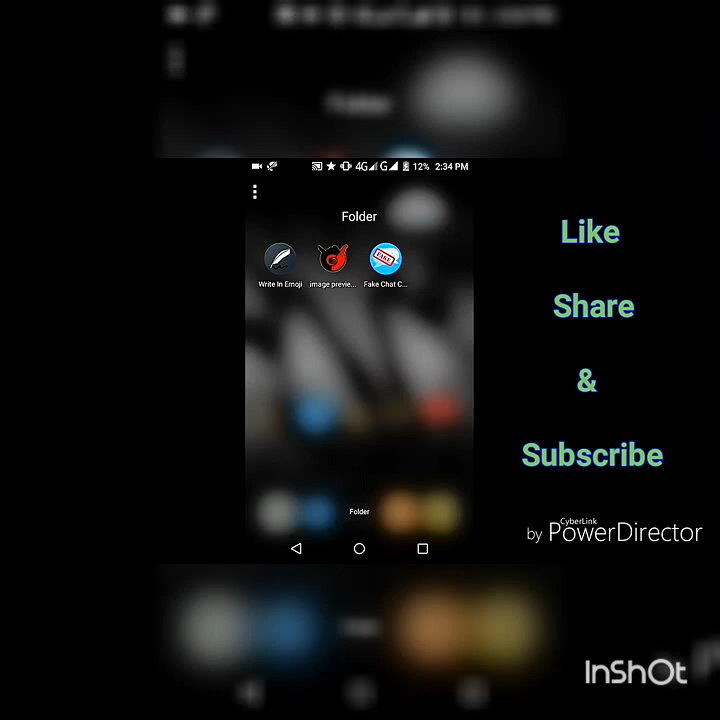 4G G 12% 2:34 PM
Folder
Write In Emoji image previe... Fake Chat C...
FAKE
Folder
Like
Share
&
Subscribe
by CyberLink PowerDirector
InShOt